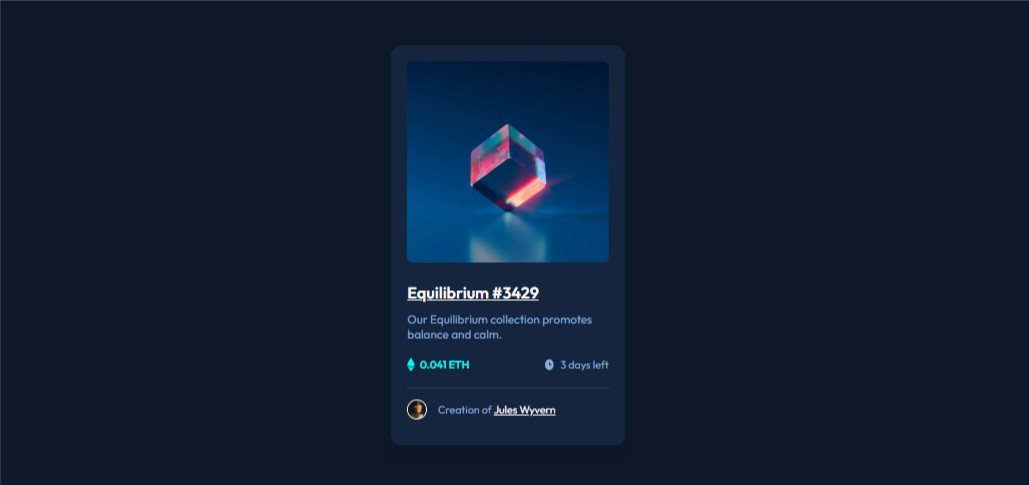 Equilibrium #3429
Our Equilibrium collection promotes
balance and calm.
0.041 ETH
3 days left
Creation of Jules Wyvern